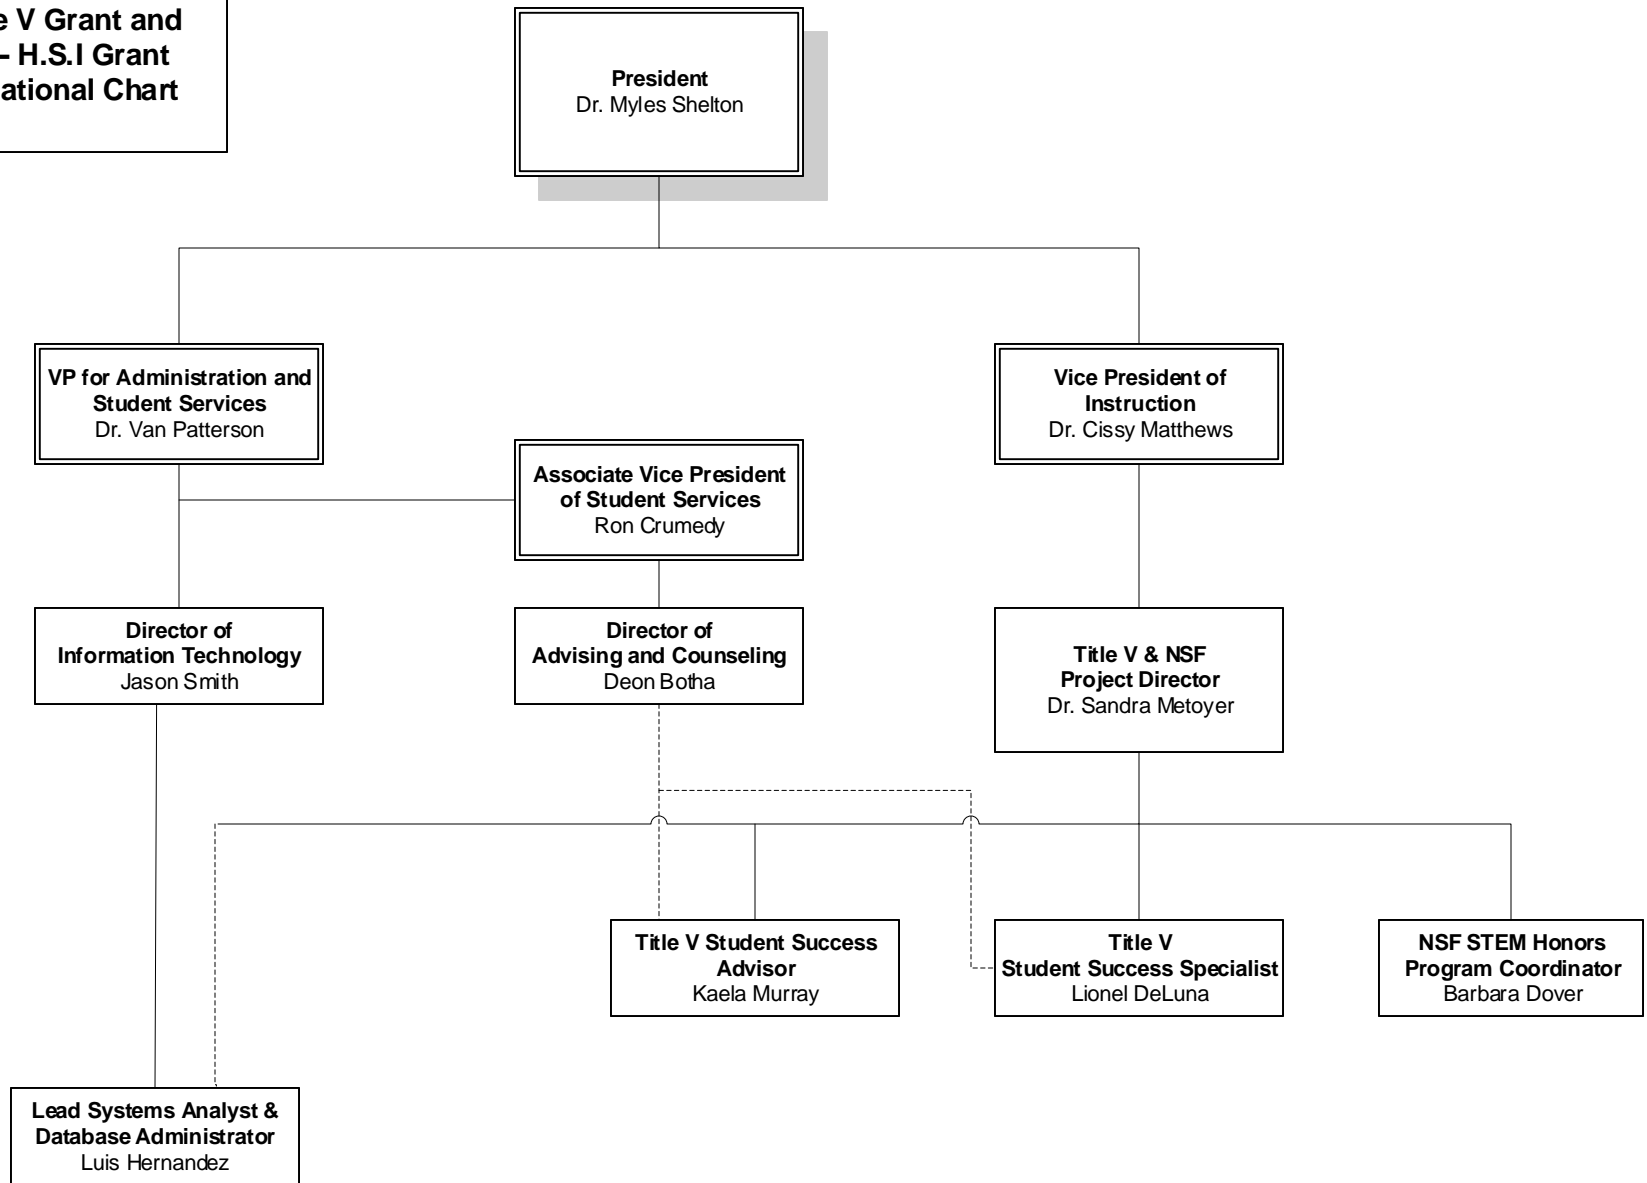 V Grant and
- H.S.I Grant
Chart
President
Dr. Myles Shelton
VP for Administration and
Student Services
Dr. Van Patterson
Vice President of
Instruction
Dr. Cissy Matthews
Associate Vice President
of Student Services
Ron Crumedy
Director of
Information Technology
Jason Smith
Director of
Advising and Counseling
Deon Botha
Title V & NSF
Project Director
Dr. Sandra Metoyer
Title V Student Success
Advisor
Kaela Murray
Title V
Student Success Specialist
Lionel DeLuna
NSF STEM Honors
Program Coordinator
Barbara Dover
Lead Systems Analyst &
Database Administrator
Luis Hernandez